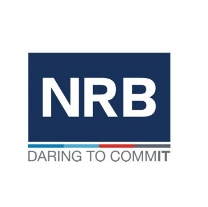 NRB
DARING TO COMMIT